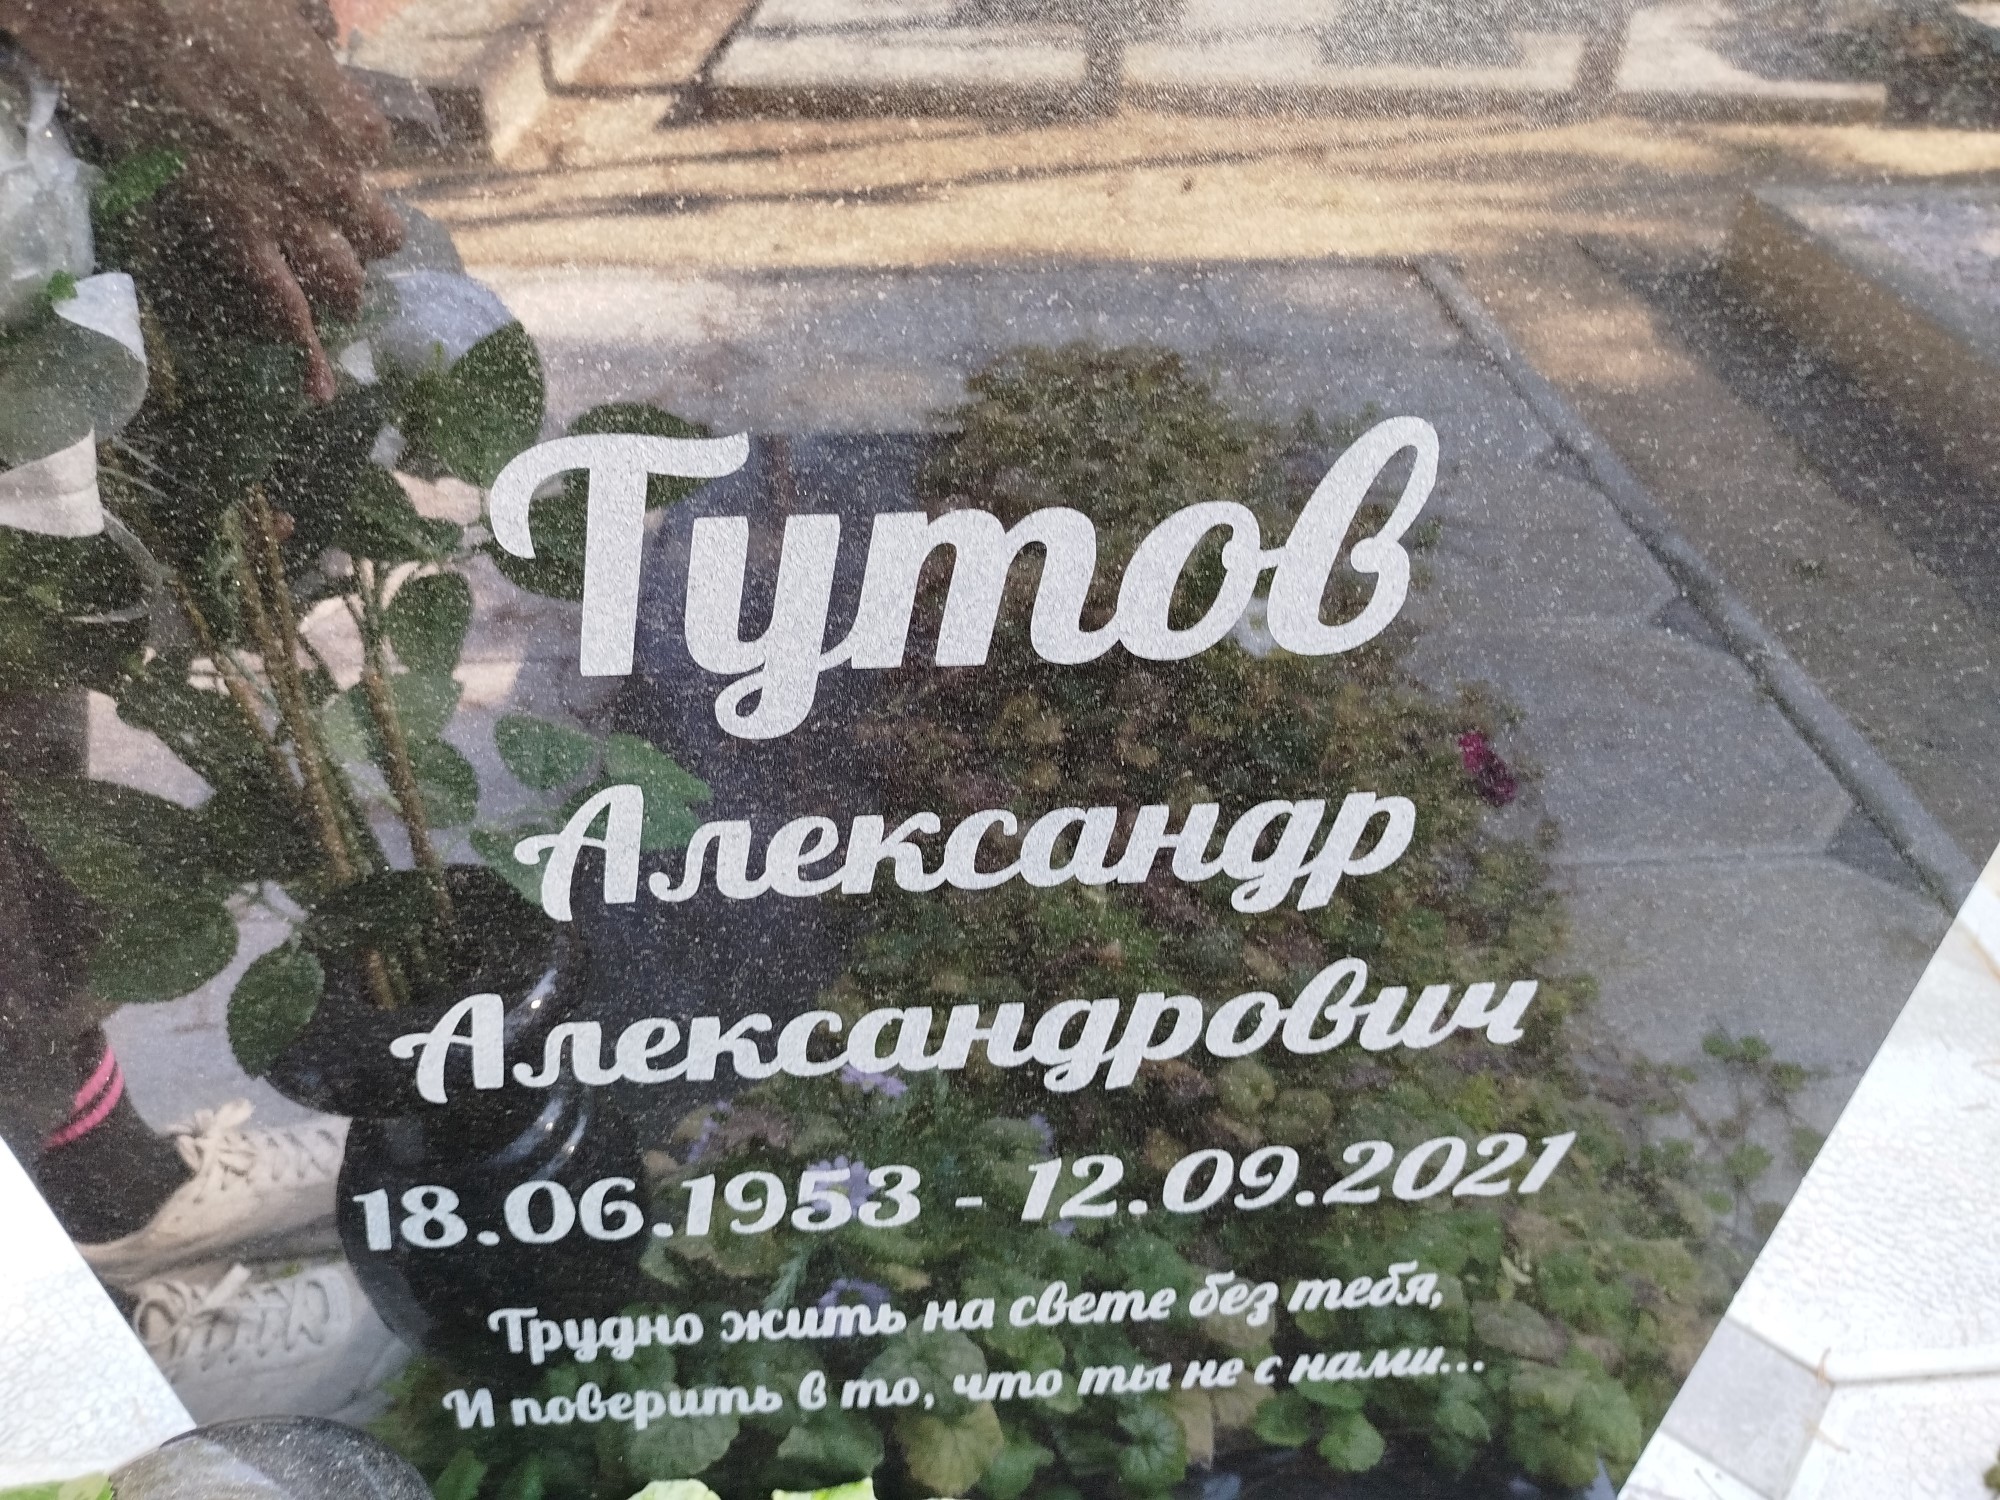 Тутов
Александр
Александрович
18.06.1953 - 12.09.2021
Трудно жить на свете без тебя,
И поверить в то, что ты не с нами...